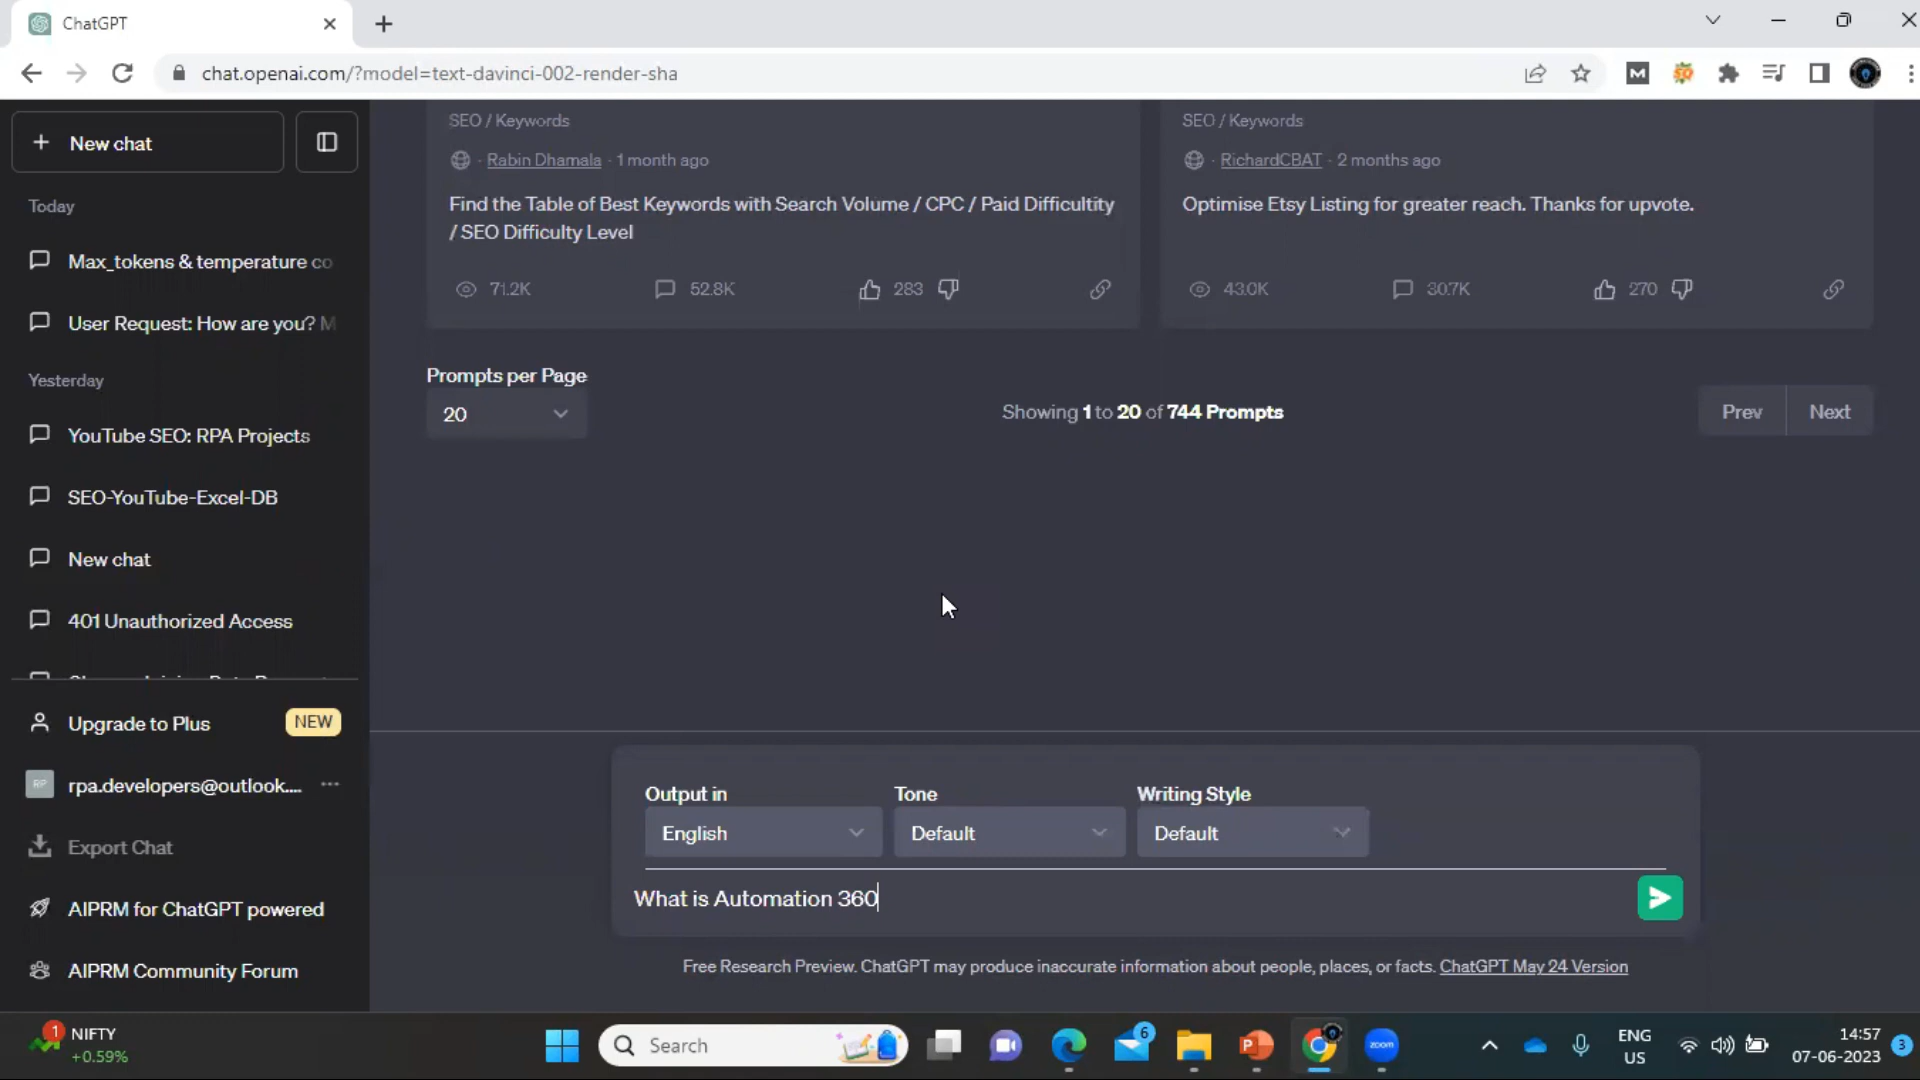 ChatGPT
chat.openai.com/?model=text-davinci-002-render-sha
New chat
Today
Max_tokens & temperature co
User Request: How are you? M
Yesterday
YouTube SEO: RPA Projects
SEO-YouTube-Excel-DB
New chat
401 Unauthorized Access
Upgrade to Plus NEW
RP rpa.developers@outlook.... ...
Export Chat
AIPRM for ChatGPT powered
AIPRM Community Forum
SEO / Keywords
· Rabin Dhamala · 1 month ago
Find the Table of Best Keywords with Search Volume / CPC / Paid Difficultity
/ SEO Difficulty Level
71.2K 52.8K 283
SEO / Keywords
· RichardCBAT · 2 months ago
Optimise Etsy Listing for greater reach. Thanks for upvote.
43.0K 30.7K 270
Prompts per Page
20
Showing 1 to 20 of 744 Prompts
Prev Next
Output in Tone Writing Style
English Default Default
What is Automation 360
Free Research Preview. ChatGPT may produce inaccurate information about people, places, or facts. ChatGPT May 24 Version
1 NIFTY
+0.59%
Search
6
zoom
ENG
US
14:57
07-06-2023
3